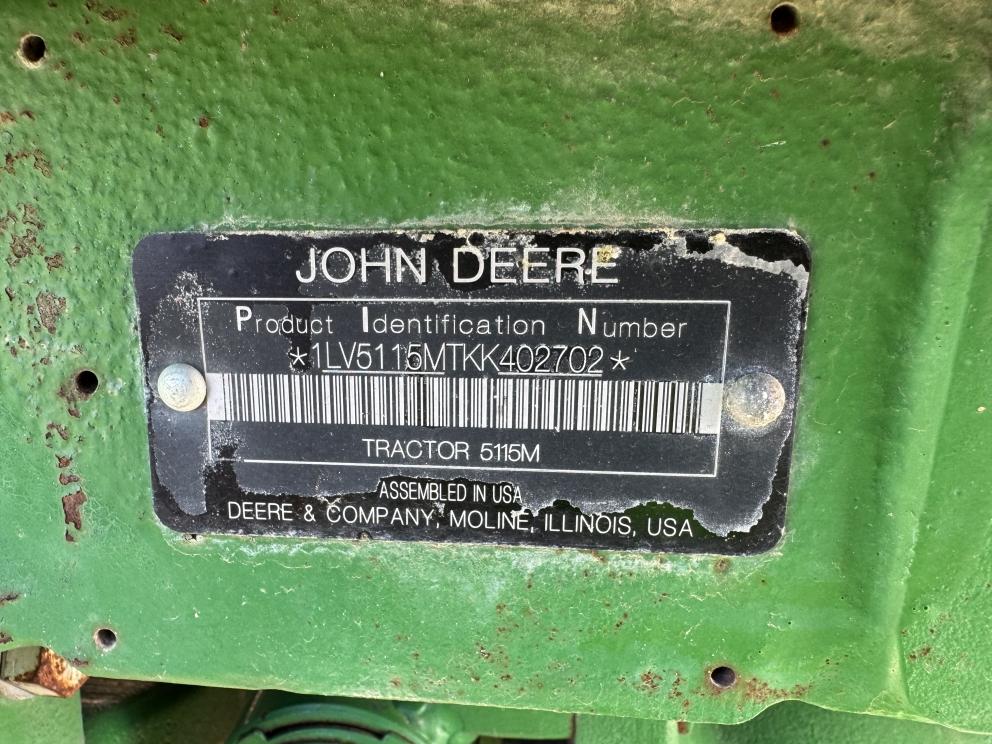 JOHN DEERE
Product Identification Number
*1LV5115MTKK402702*
TRACTOR 5115M
ASSEMBLED IN USA
DEERE & COMPANY, MOLINE, ILLINOIS, USA